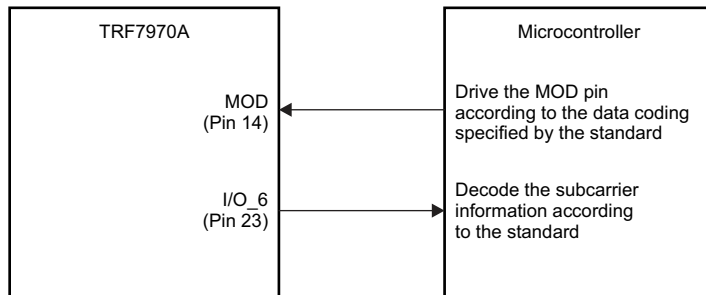 TRF7970A
Microcontroller
MOD
(Pin 14)
Drive the MOD pin
according to the data coding
specified by the standard
I/O_6
(Pin 23)
Decode the subcarrier
information according
to the standard